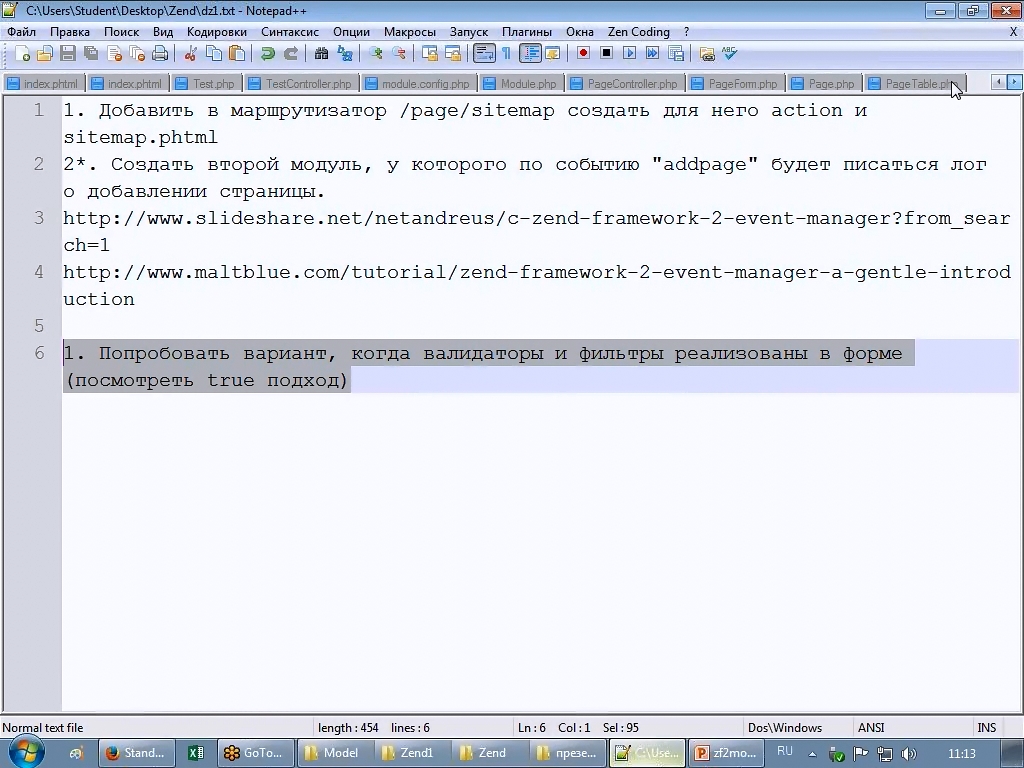 C:\Users\Student\Desktop\Zend\dz1.txt - Notepad++
Файл Правка Поиск Вид Кодировки Синтаксис Опции Макросы Запуск Плагины Окна Zen Coding ? X
index.phtml index.phtml Test.php TestController.php module.config.php Module.php PageController.php PageForm.php Page.php PageTable.php
1 1. Добавить в маршрутизатор /page/sitemap создать для него action и
sitemap.phtml
2 2*. Создать второй модуль, у которого по событию "addpage" будет писаться лог
о добавлении страницы.
3 http://www.slideshare.net/netandreus/c-zend-framework-2-event-manager?from_sear
ch=1
4 http://www.maltblue.com/tutorial/zend-framework-2-event-manager-a-gentle-introd
uction
5
6 1. Попробовать вариант, когда валидаторы и фильтры реализованы в форме
(посмотреть true подход)
Normal text file length : 454 lines : 6 Ln : 6 Col : 1 Sel : 95 Dos\Windows ANSI INS
Stand... GoTo... Model Zend1 Zend презе... C:\Use... zf2mo... RU 11:13